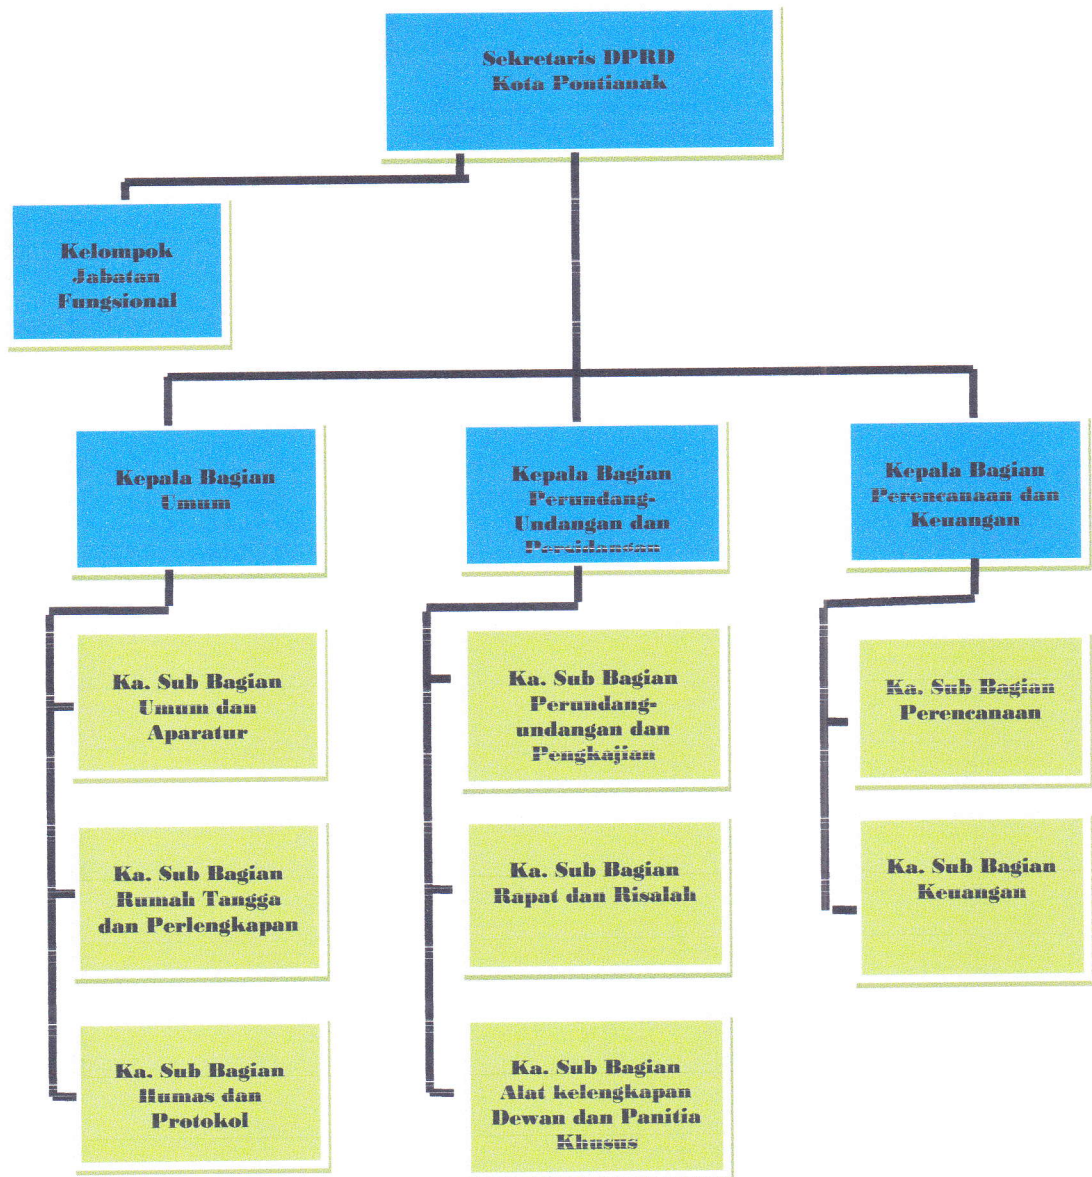 Sekretaris DPRD
Kota Pontianak
Kelompok
Jabatan
Fungsional
Kepala Bagian
Umum
Kepala Bagian
Perundang-
Undangan dan
Persidangan
Kepala Bagian
Perencanaan dan
Keuangan
Ka. Sub Bagian
Umum dan
Aparatur
Ka. Sub Bagian
Perundang-
undangan dan
Pengkajian
Ka. Sub Bagian
Perencanaan
Ka. Sub Bagian
Rumah Tangga
dan Perlengkapan
Ka. Sub Bagian
Rapat dan Risalah
Ka. Sub Bagian
Keuangan
Ka. Sub Bagian
Humas dan
Protokol
Ka. Sub Bagian
Alat kelengkapan
Dewan dan Panitia
Khusus